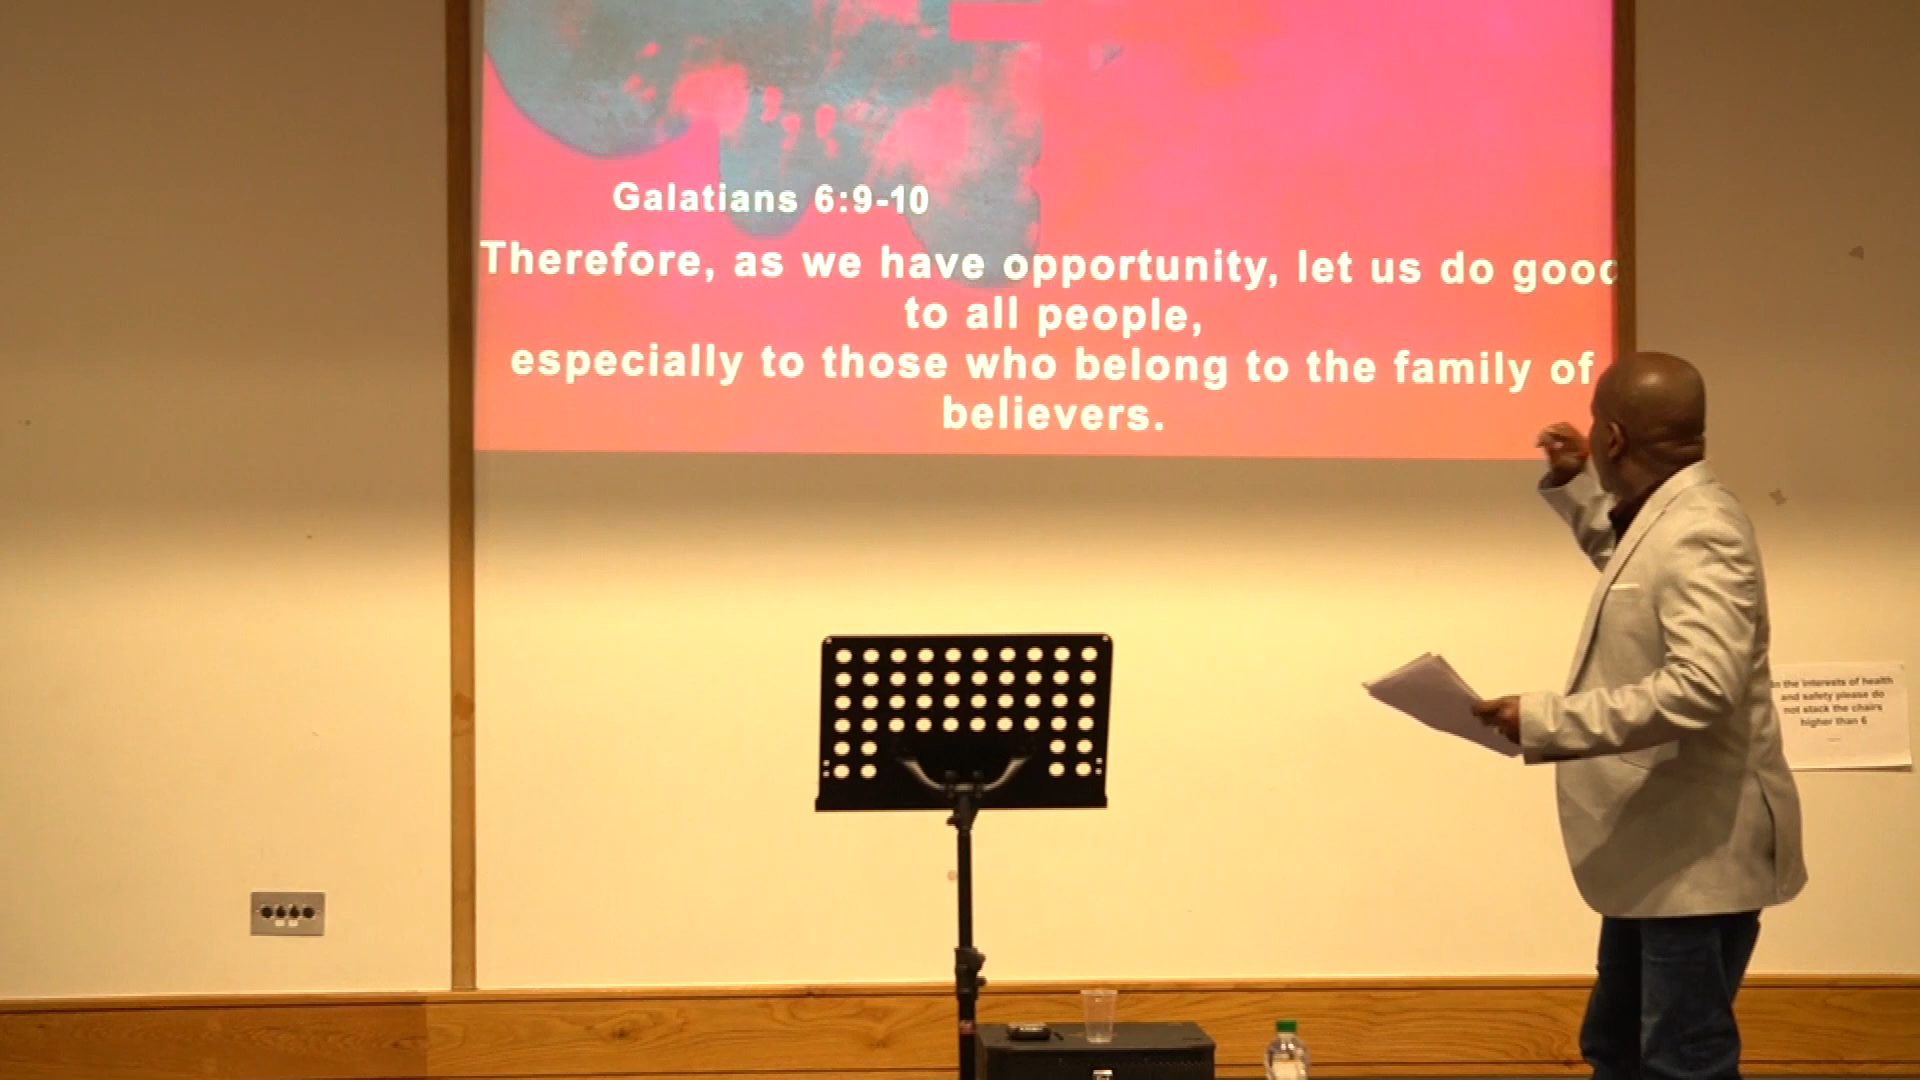 Galatians 6:9-10
Therefore, as we have opportunity, let us do good
to all people,
especially to those who belong to the family of
believers.
In the interests of health
and safety please do
not stack the chairs
higher than 6